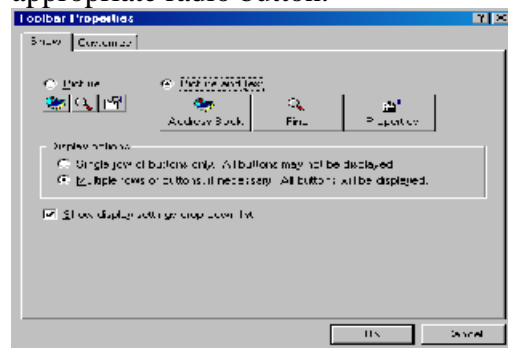 appropriate radio button.
Toolbar Properties
Show Customize
Picture Picture and text
Address Book Find Properties
Display options
Single row of buttons only. All buttons may not be displayed
Multiple rows of buttons, if necessary. All buttons will be displayed.
Show display settings drop down list
OK Cancel